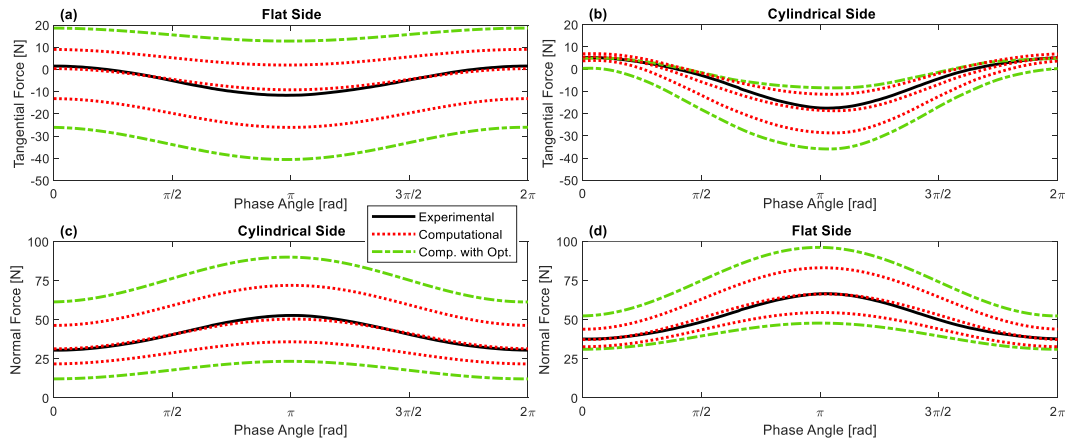 (a) Flat Side
Tangential Force [N]
20
10
0
-10
-20
-30
-40
-50
0 π/2 π 3π/2 2π
Phase Angle [rad]
(b) Cylindrical Side
Tangential Force [N]
20
10
0
-10
-20
-30
-40
-50
0 π/2 π 3π/2 2π
Phase Angle [rad]
Experimental
Computational
Comp. with Opt.
(c) Cylindrical Side
Normal Force [N]
100
75
50
25
0
0 π/2 π 3π/2 2π
Phase Angle [rad]
(d) Flat Side
Normal Force [N]
100
75
50
25
0
0 π/2 π 3π/2 2π
Phase Angle [rad]